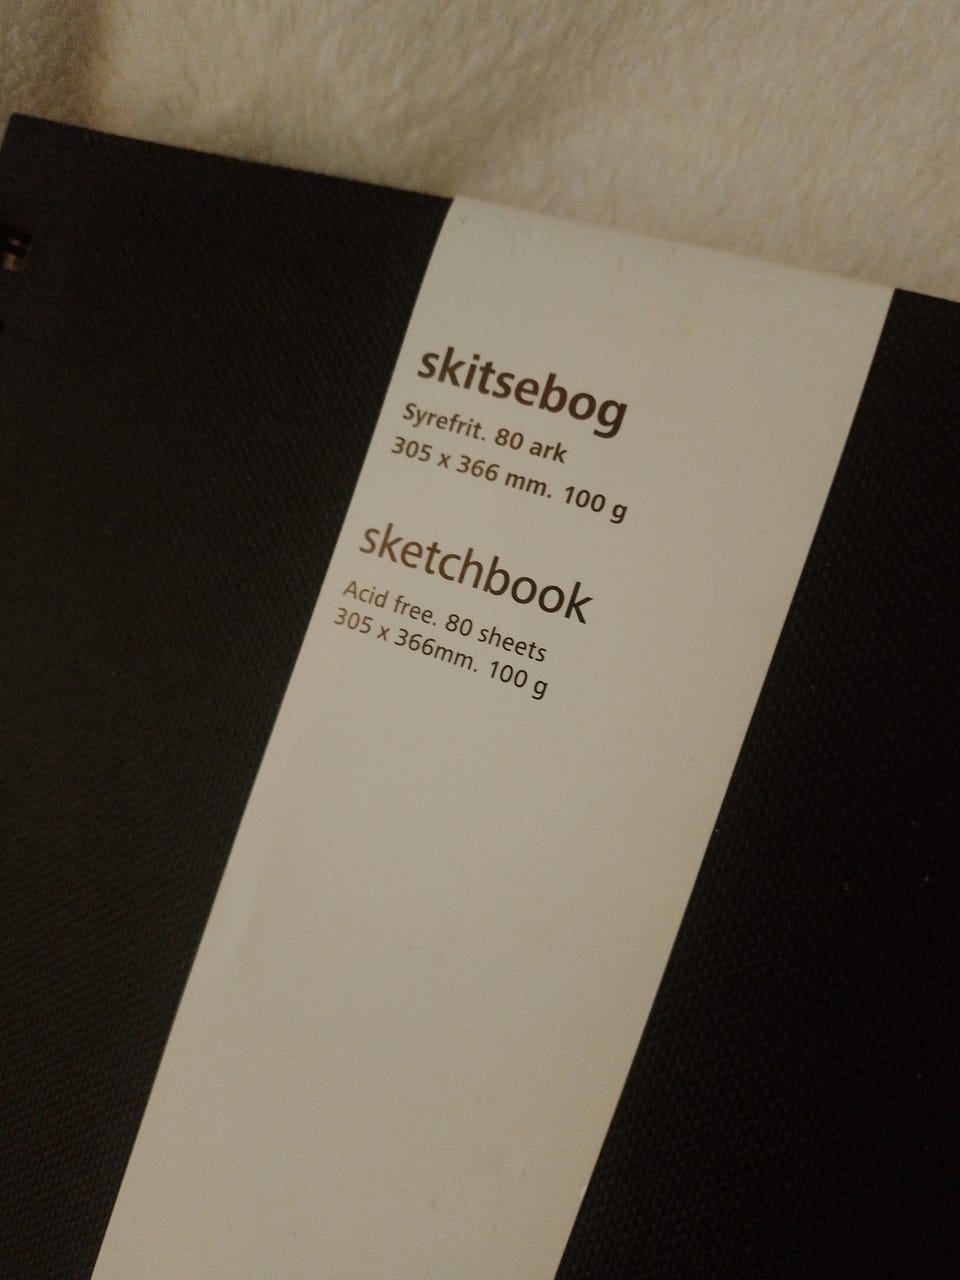 skitsebog
Syrefrit. 80 ark
305 x 366 mm. 100 g
sketchbook
Acid free. 80 sheets
305 x 366mm. 100 g